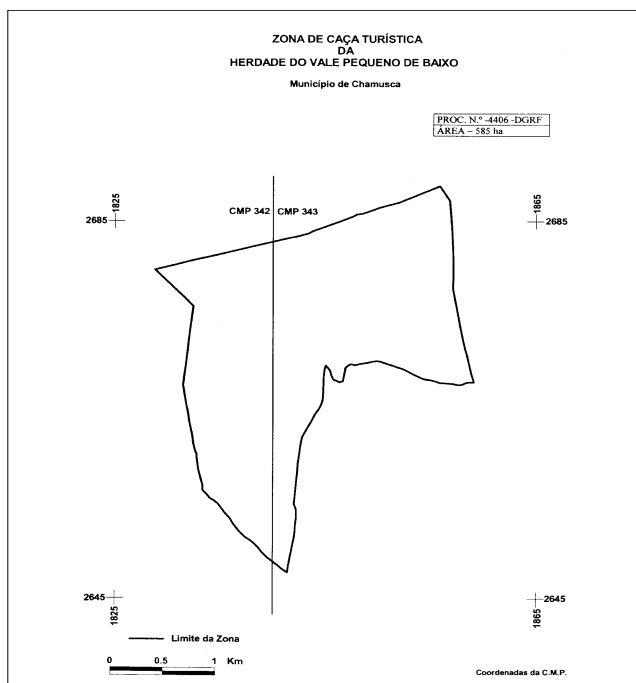 ZONA DE CAÇA TURÍSTICA
DA
HERDADE DO VALE PEQUENO DE BAIXO
Município de Chamusca
PROC. N.º -4406 -DGRF
ÁREA – 585 ha
1825
1865
CMP 342
CMP 343
2685
2685
2645
2645
1825
1865
Limite da Zona
0 0.5 1 Km
Coordenadas da C.M.P.